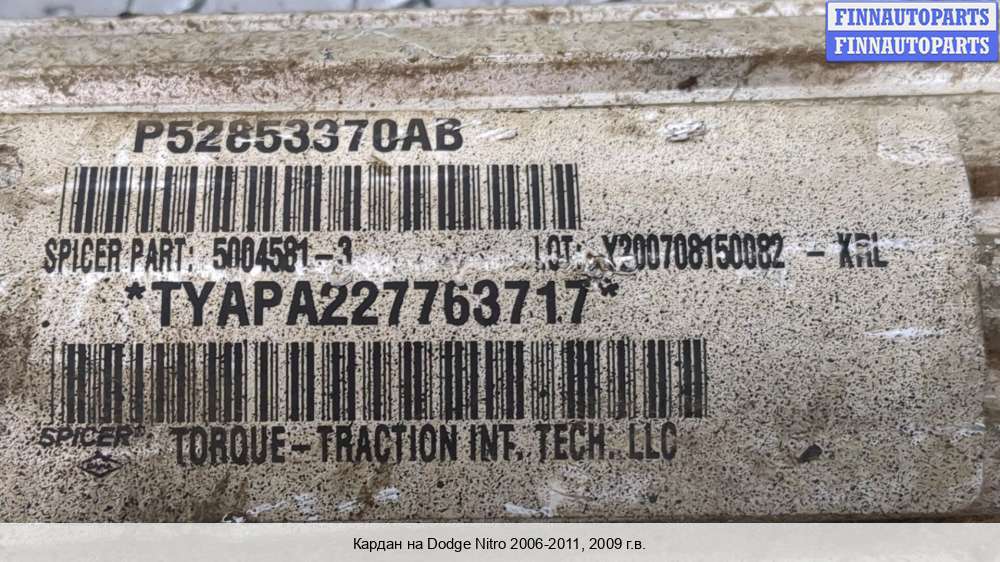 FINNAUTOPARTS
FINNAUTOPARTS
P52853370AB
SPICER PART: 5004581-3 LOT: Y200708150082 - XRL
*TYAPA227763717*
SPICER
TORQUE-TRACTION INT. TECH. LLC
Кардан на Dodge Nitro 2006-2011, 2009 г.в.